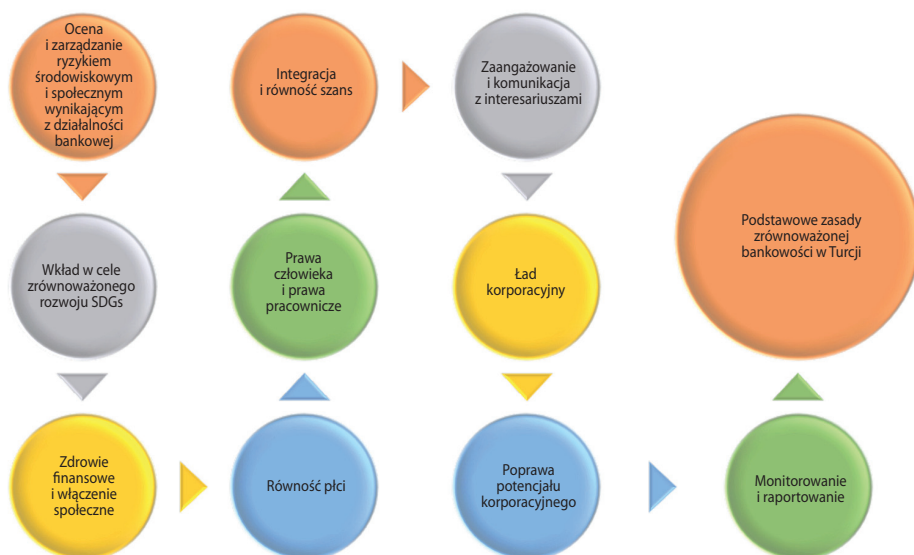 Ocena
i zarządzanie
ryzykiem
środowiskowym
i społecznym
wynikającym
z działalności
bankowej
Wkład w cele
zrównoważonego
rozwoju SDGs
Zdrowie
finansowe
i włączenie
społeczne
Równość płci
Prawa
człowieka
i prawa
pracownicze
Integracja
i równość szans
Zaangażowanie
i komunikacja
z interesariuszami
Ład
korporacyjny
Poprawa
potencjału
korporacyjnego
Monitorowanie
i raportowanie
Podstawowe zasady
zrównoważonej
bankowości w Turcji